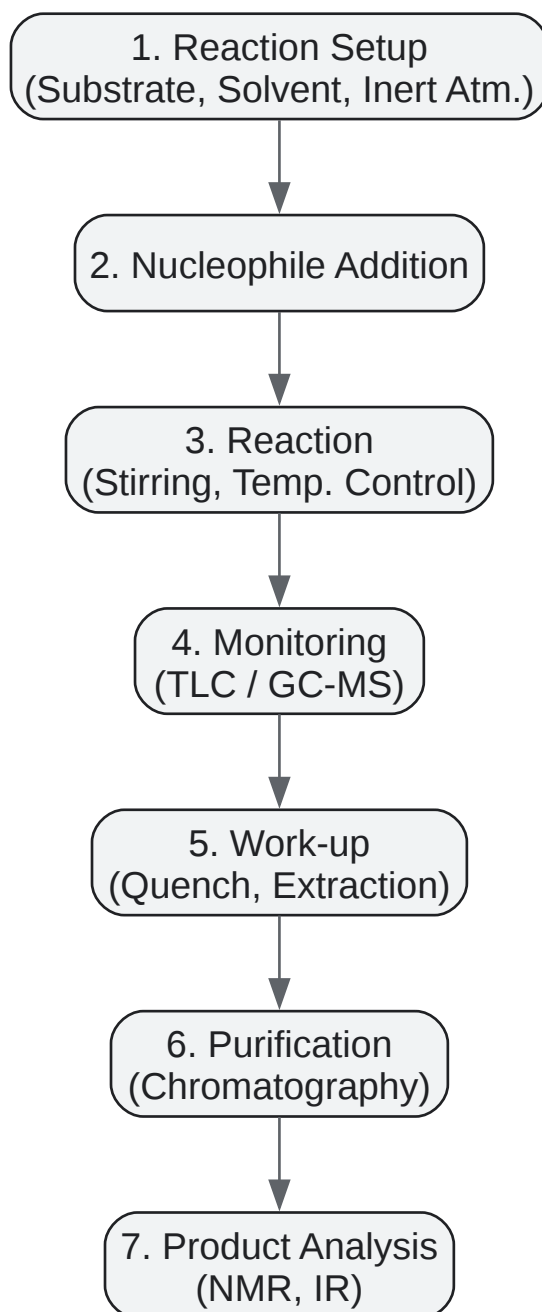 1. Reaction Setup
(Substrate, Solvent, Inert Atm.)
2. Nucleophile Addition
3. Reaction
(Stirring, Temp. Control)
4. Monitoring
(TLC / GC-MS)
5. Work-up
(Quench, Extraction)
6. Purification
(Chromatography)
7. Product Analysis
(NMR, IR)